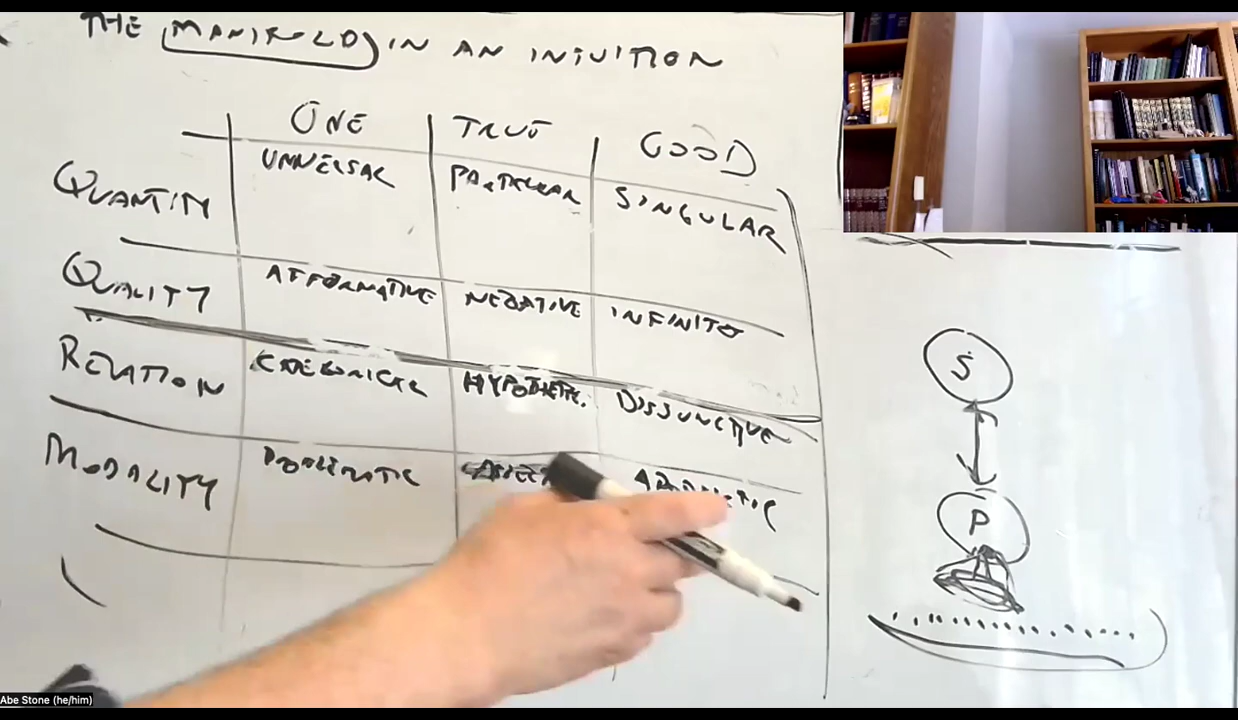 THE MANIFOLD IN AN INTUITION
ONE TRUE GOOD
QUANTITY UNIVERSAL PARTICULAR SINGULAR
QUALITY AFFIRMATIVE NEGATIVE INFINITE
RELATION CATEGORICAL HYPOTHETIC. DISJUNCTIVE
MODALITY PROBLEMATIC
S
P
Abe Stone (he/him)